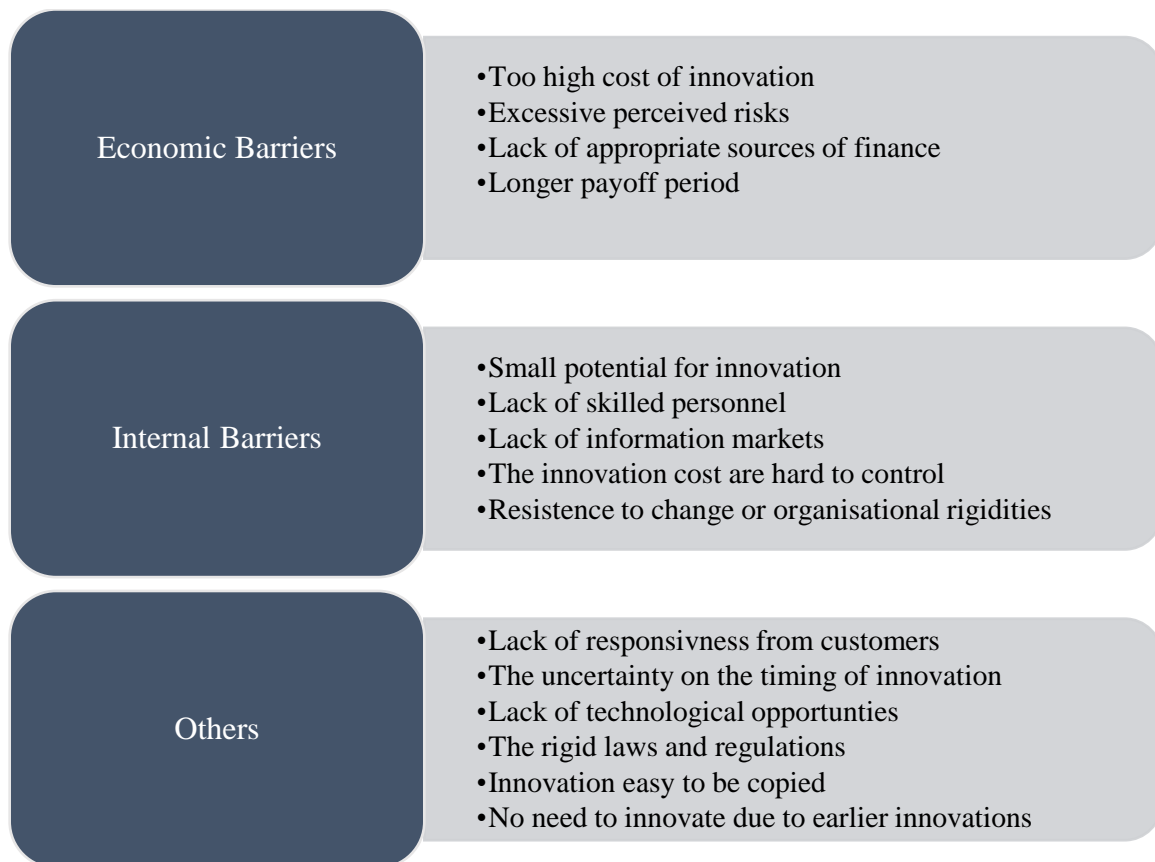 Economic Barriers
•Too high cost of innovation
•Excessive perceived risks
•Lack of appropriate sources of finance
•Longer payoff period
Internal Barriers
•Small potential for innovation
•Lack of skilled personnel
•Lack of information markets
•The innovation cost are hard to control
•Resistence to change or organisational rigidities
Others
•Lack of responsivness from customers
•The uncertainty on the timing of innovation
•Lack of technological opportunties
•The rigid laws and regulations
•Innovation easy to be copied
•No need to innovate due to earlier innovations